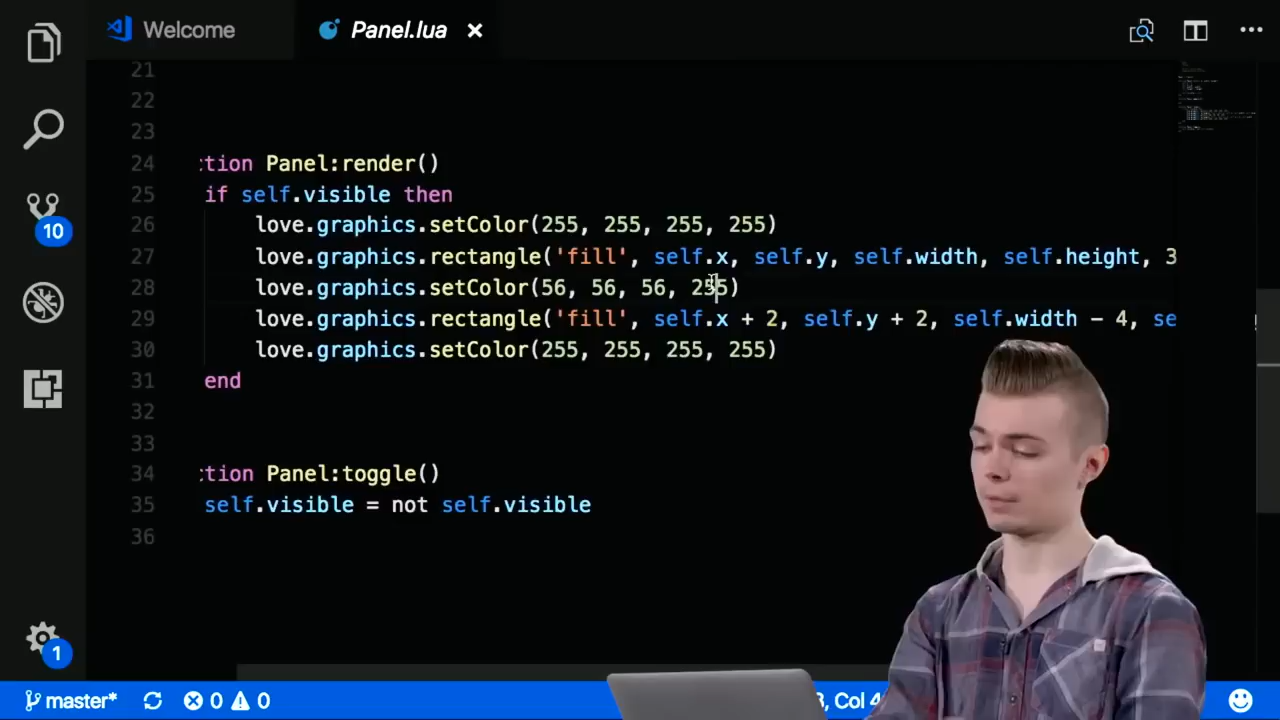 Welcome
Panel.lua
21
22
23
24 tion Panel:render()
25 if self.visible then
26 love.graphics.setColor(255, 255, 255, 255)
27 love.graphics.rectangle('fill', self.x, self.y, self.width, self.height, 3
28 love.graphics.setColor(56, 56, 56, 255)
29 love.graphics.rectangle('fill', self.x + 2, self.y + 2, self.width - 4, se
30 love.graphics.setColor(255, 255, 255, 255)
31 end
32
33
34 tion Panel:toggle()
35 self.visible = not self.visible
36
10
1
master* 0 0 3, Col 4